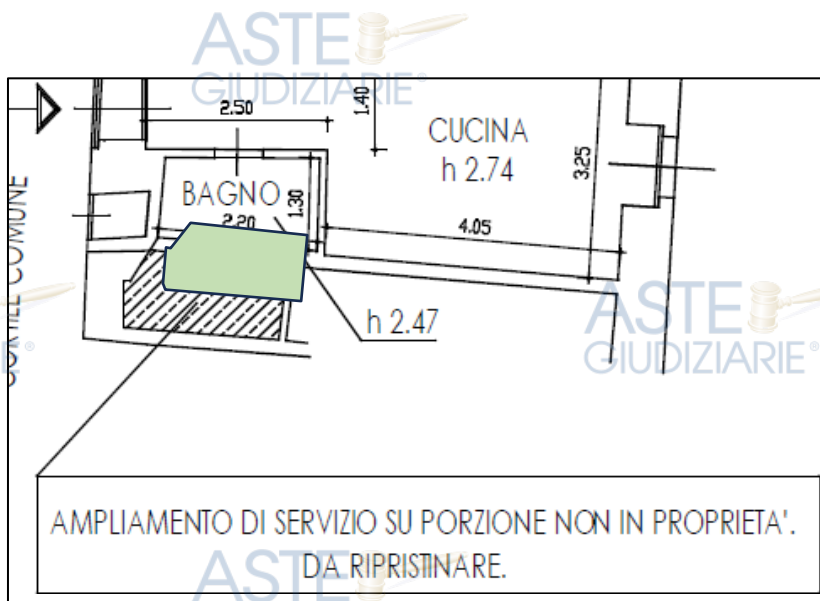 ASTE
GIUDIZIARIE®
2.50
1.40
CUCINA
h 2.74
3.25
BAGNO
1.30
2.20
4.05
COMUNE
h 2.47
ASTE
GIUDIZIARIE®
AMPLIAMENTO DI SERVIZIO SU PORZIONE NON IN PROPRIETA'.
DA RIPRISTINARE.
ASTE